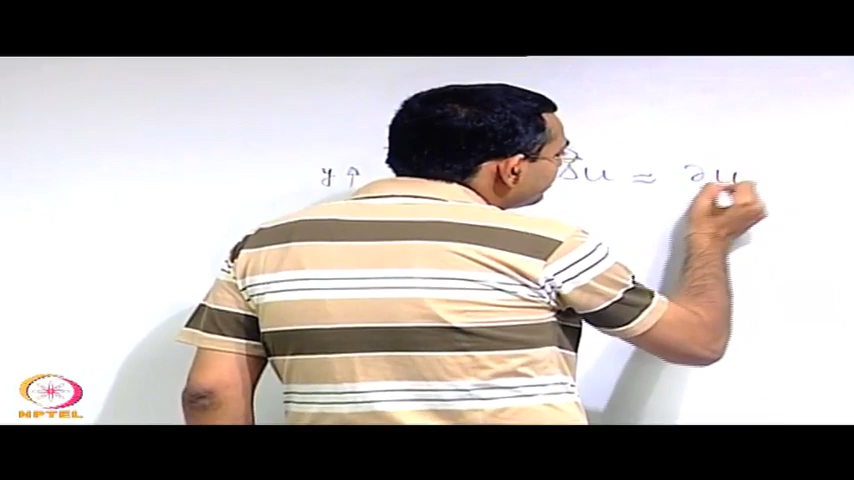 y ↑ Δu ≈ ∂u
NPTEL